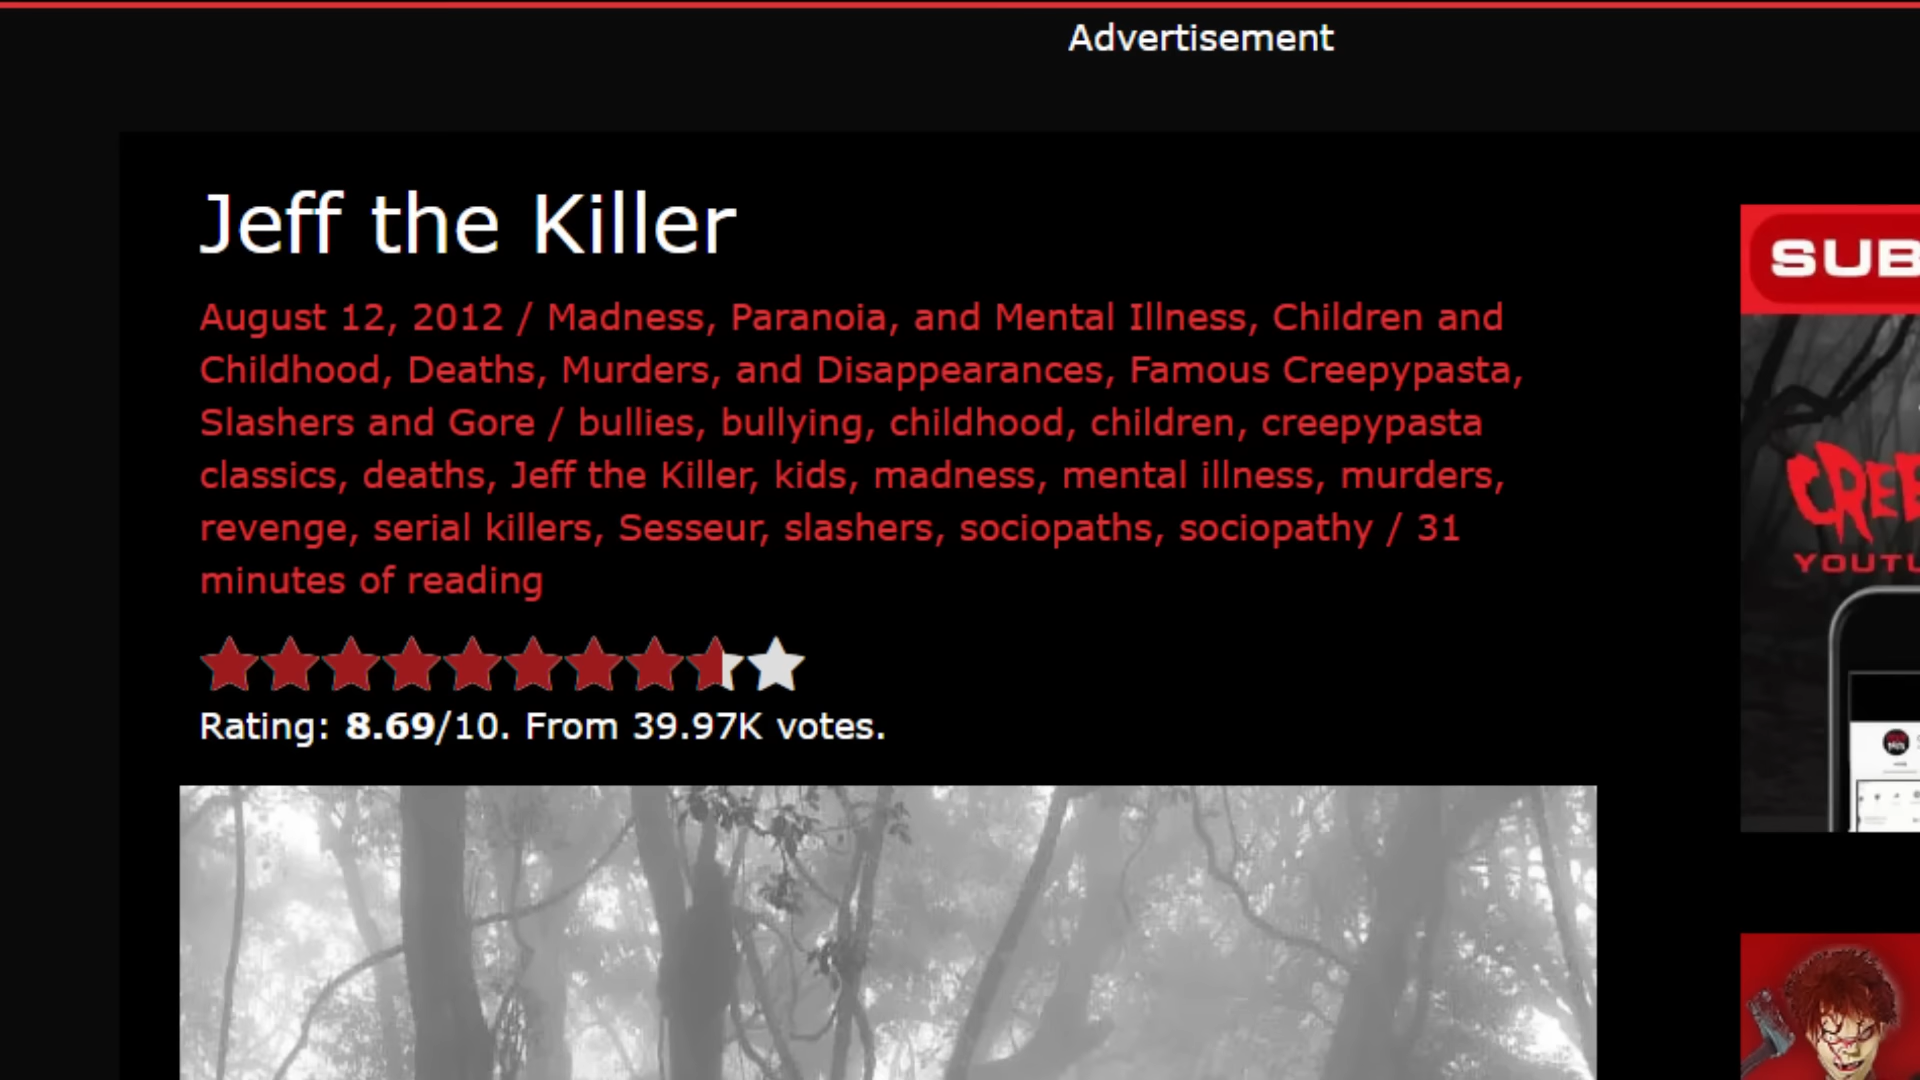 Advertisement
Jeff the Killer
August 12, 2012 / Madness, Paranoia, and Mental Illness, Children and
Childhood, Deaths, Murders, and Disappearances, Famous Creepypasta,
Slashers and Gore / bullies, bullying, childhood, children, creepypasta
classics, deaths, Jeff the Killer, kids, madness, mental illness, murders,
revenge, serial killers, Sesseur, slashers, sociopaths, sociopathy / 31
minutes of reading
Rating: 8.69/10. From 39.97K votes.
SUB
CREE
YOUTU